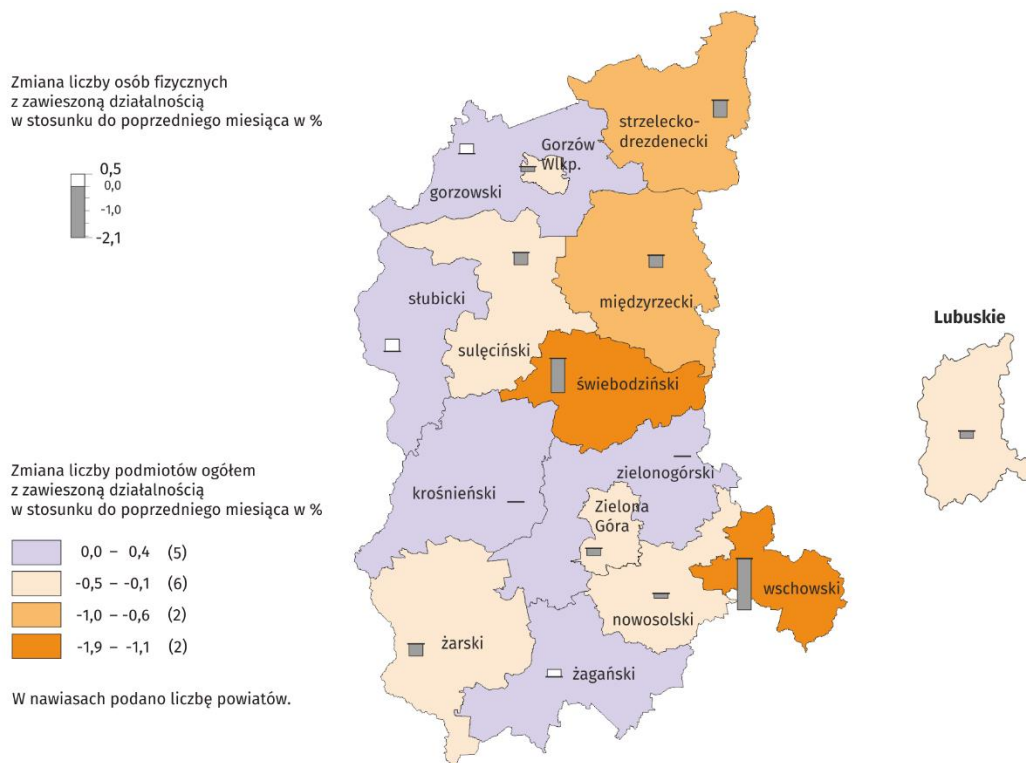 Zmiana liczby osób fizycznych
z zawieszoną działalnością
w stosunku do poprzedniego miesiąca w %
0,5
0,0
-1,0
-2,1
strzelecko-
drezdenecki
Gorzów
Wlkp.
gorzowski
słubicki
międzyrzecki
sulęciński
świebodziński
Lubuskie
Zmiana liczby podmiotów ogółem
z zawieszoną działalnością
w stosunku do poprzedniego miesiąca w %
0,0 – 0,4 (5)
-0,5 – -0,1 (6)
-1,0 – -0,6 (2)
-1,9 – -1,1 (2)
W nawiasach podano liczbę powiatów.
krośnieński
zielonogórski
Zielona
Góra
wschowski
nowosolski
żarski
żagański